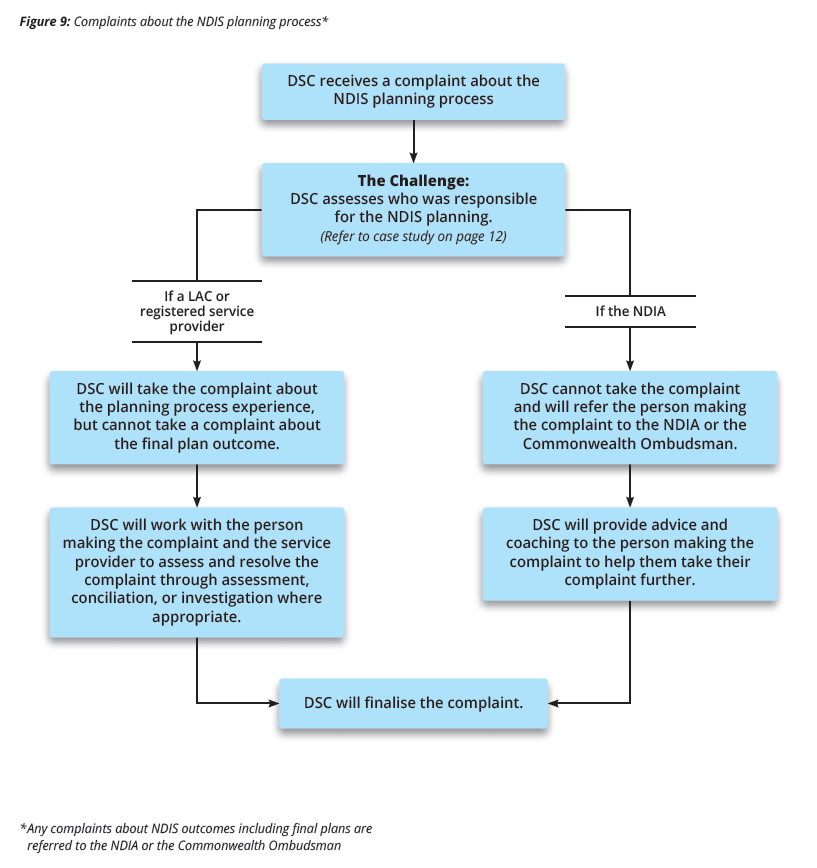 Figure 9: Complaints about the NDIS planning process*
DSC receives a complaint about the
NDIS planning process
The Challenge:
DSC assesses who was responsible
for the NDIS planning.
(Refer to case study on page 12)
If a LAC or
registered service
provider
If the NDIA
DSC will take the complaint about
the planning process experience,
but cannot take a complaint about
the final plan outcome.
DSC cannot take the complaint
and will refer the person making
the complaint to the NDIA or the
Commonwealth Ombudsman.
DSC will work with the person
making the complaint and the service
provider to assess and resolve the
complaint through assessment,
conciliation, or investigation where
appropriate.
DSC will provide advice and
coaching to the person making the
complaint to help them take their
complaint further.
DSC will finalise the complaint.
*Any complaints about NDIS outcomes including final plans are
referred to the NDIA or the Commonwealth Ombudsman